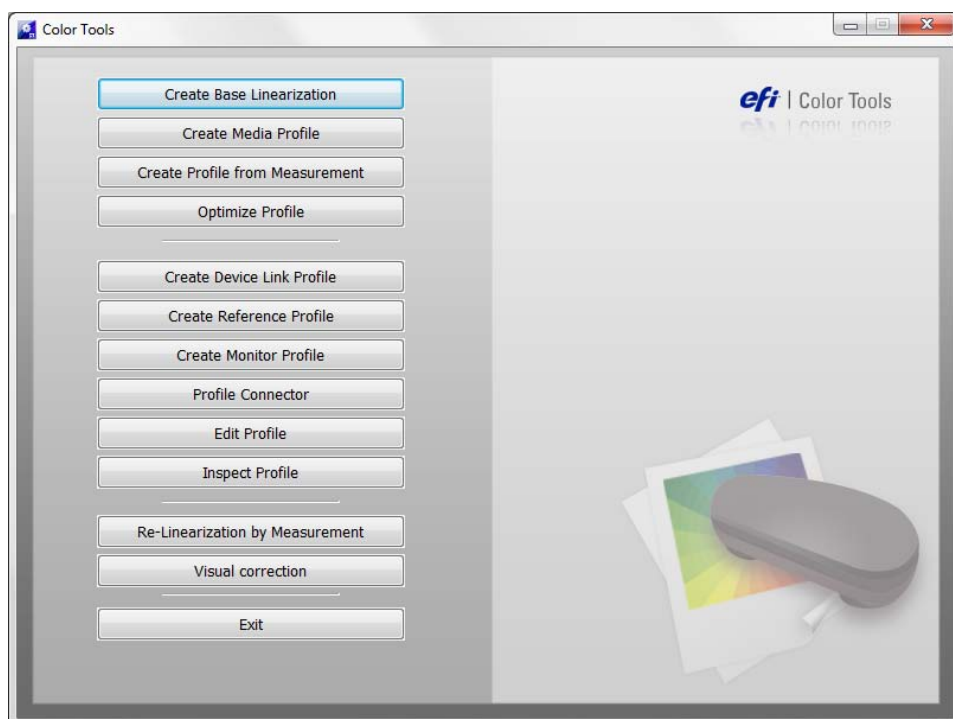 Color Tools
Create Base Linearization
Create Media Profile
Create Profile from Measurement
Optimize Profile
Create Device Link Profile
Create Reference Profile
Create Monitor Profile
Profile Connector
Edit Profile
Inspect Profile
Re-Linearization by Measurement
Visual correction
Exit
efi | Color Tools